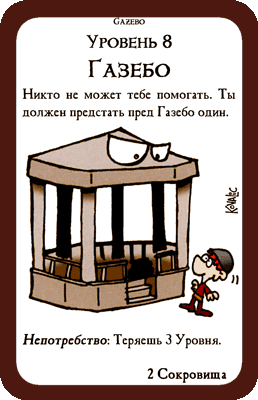 Gazebo
Уровень 8
Газебо
Никто не может тебе помогать. Ты
должен предстать пред Газебо один.
Kovalic
Непотребство: Теряешь 3 Уровня.
2 Сокровища